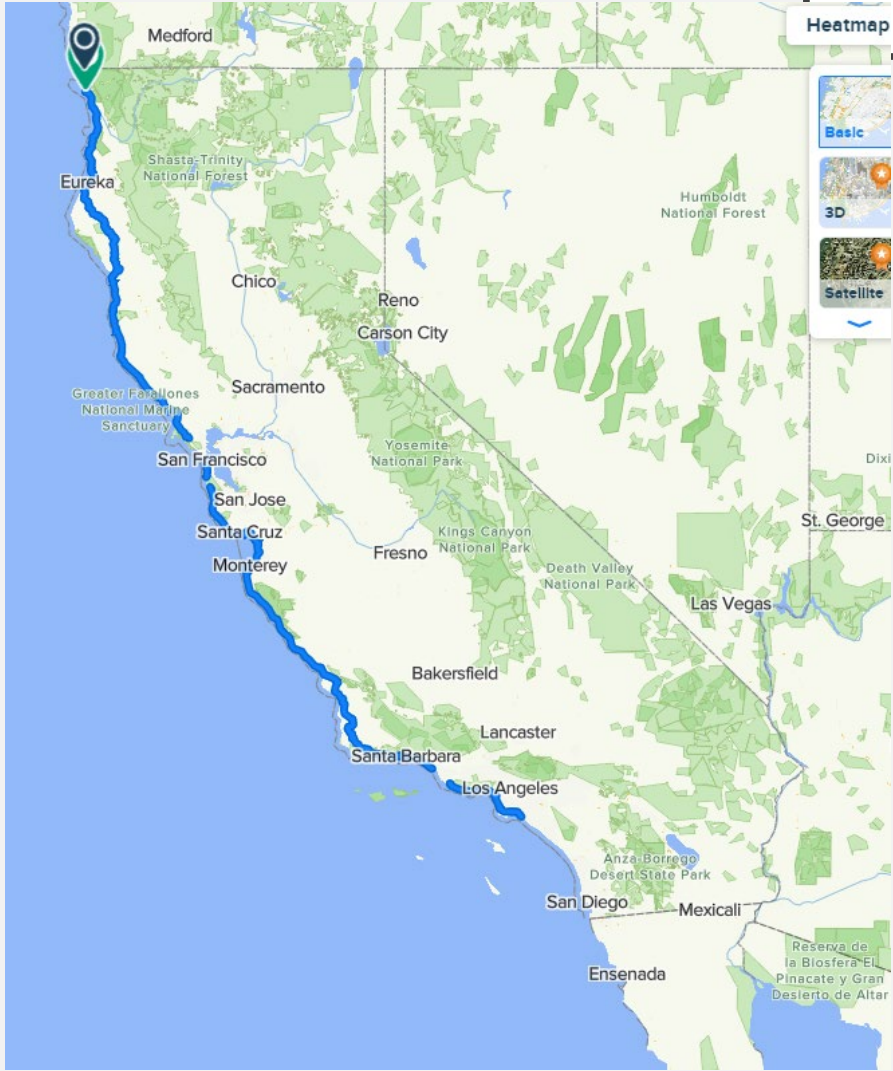 Medford
Heatmap
Basic
Shasta-Trinity
National Forest
3D
Eureka
Humboldt
National Forest
Satellite
Chico
Reno
Carson City
Sacramento
Greater Farallones
National Marine
Sanctuary
Yosemite
National Park
San Francisco
Dixi
San Jose
St. George
Santa Cruz
Kings Canyon
National Park
Fresno
Monterey
Death Valley
National Park
Las Vegas
Bakersfield
Lancaster
Santa Barbara
Los Angeles
Anza-Borrego
Desert State Park
San Diego
Mexicali
Reserva de
la Biosfera El
Pinacate y Gran
Desierto de Altar
Ensenada